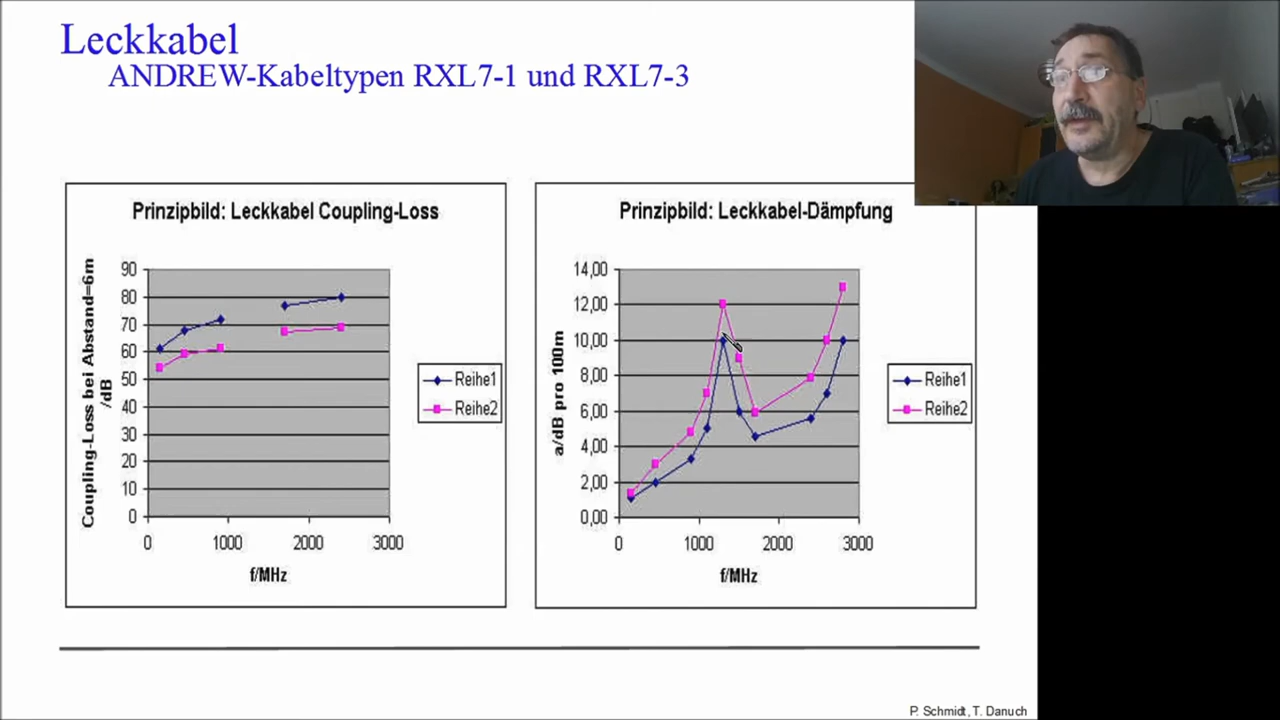 Leckkabel
ANDREW-Kabeltypen RXL7-1 und RXL7-3
Prinzipbild: Leckkabel Coupling-Loss
Coupling-Loss bei Abstand=6m
/dB
90
80
70
60
50
40
30
20
10
0
0 1000 2000 3000
f/MHz
Reihe1
Reihe2
Prinzipbild: Leckkabel-Dämpfung
a/dB pro 100m
14,00
12,00
10,00
8,00
6,00
4,00
2,00
0,00
0 1000 2000 3000
f/MHz
Reihe1
Reihe2
P. Schmidt, T. Danuch